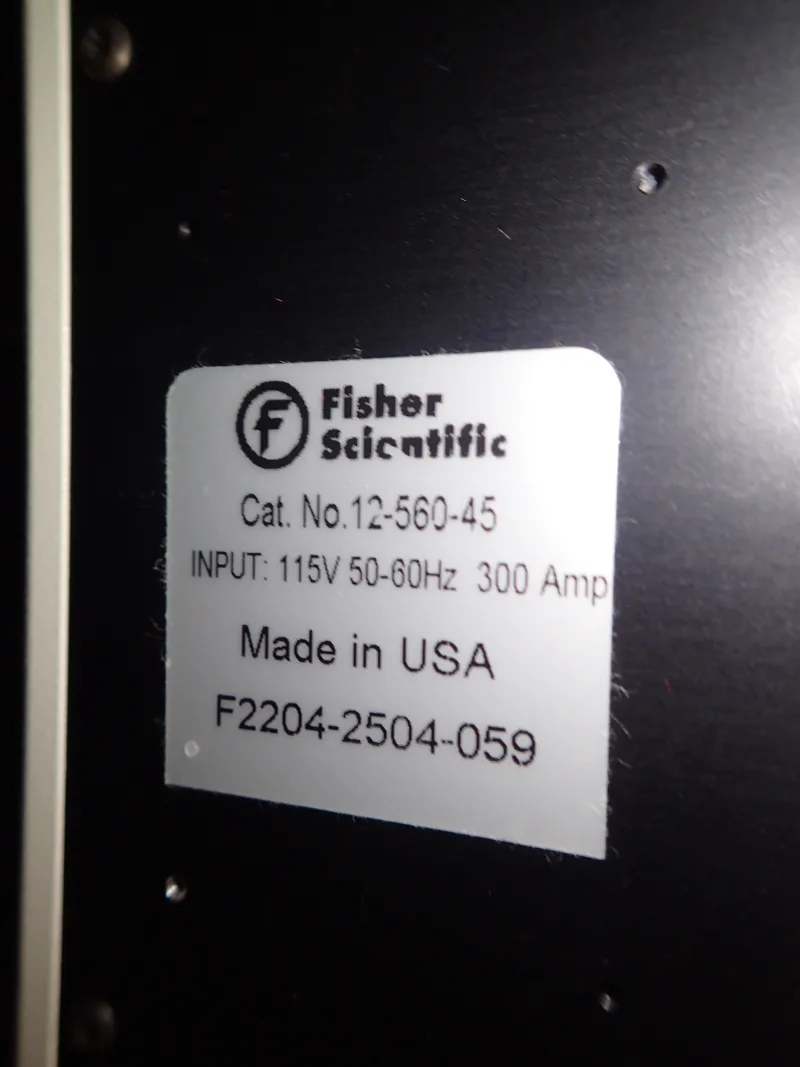 Fisher
Scientific
Cat. No.12-560-45
INPUT: 115V 50-60Hz 300 Amp
Made in USA
F2204-2504-059